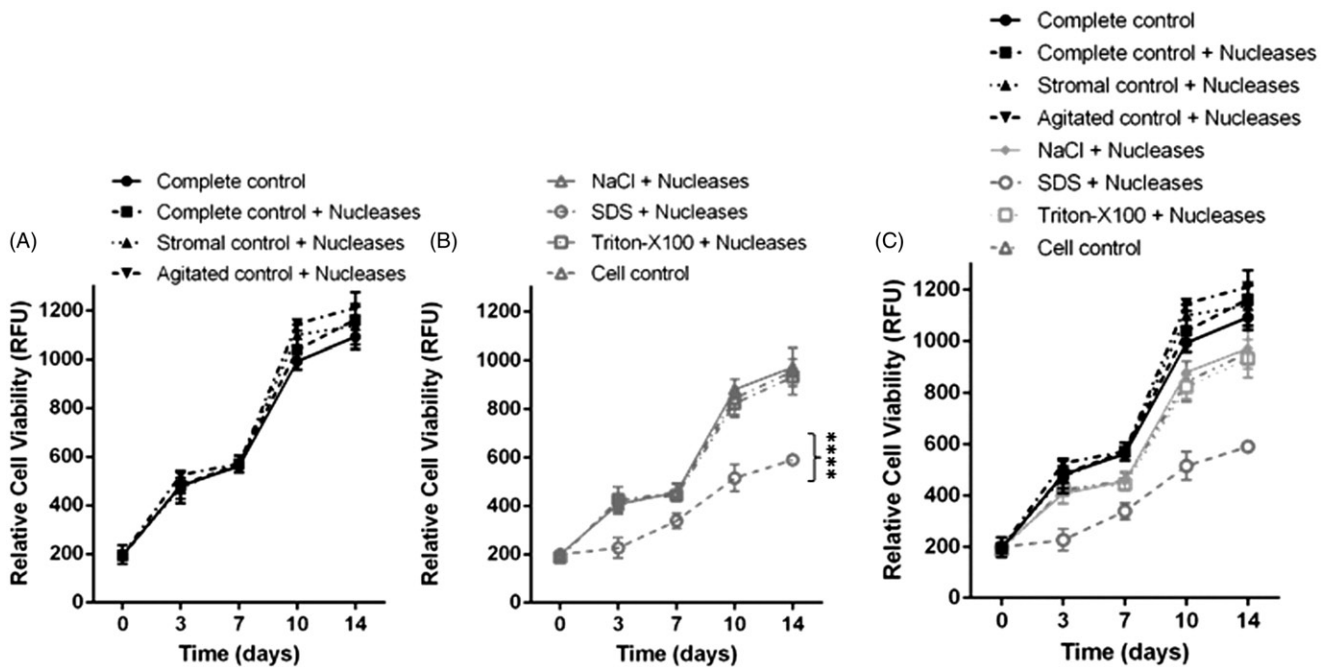 (A)
Complete control
Complete control + Nucleases
Stromal control + Nucleases
Agitated control + Nucleases
Relative Cell Viability (RFU)
1200
1000
800
600
400
200
0
0 3 7 10 14
Time (days)
(B)
NaCl + Nucleases
SDS + Nucleases
Triton-X100 + Nucleases
Cell control
Relative Cell Viability (RFU)
1200
1000
800
600
400
200
0
****
0 3 7 10 14
Time (days)
(C)
Complete control
Complete control + Nucleases
Stromal control + Nucleases
Agitated control + Nucleases
NaCl + Nucleases
SDS + Nucleases
Triton-X100 + Nucleases
Cell control
Relative Cell Viability (RFU)
1200
1000
800
600
400
200
0
0 3 7 10 14
Time (days)